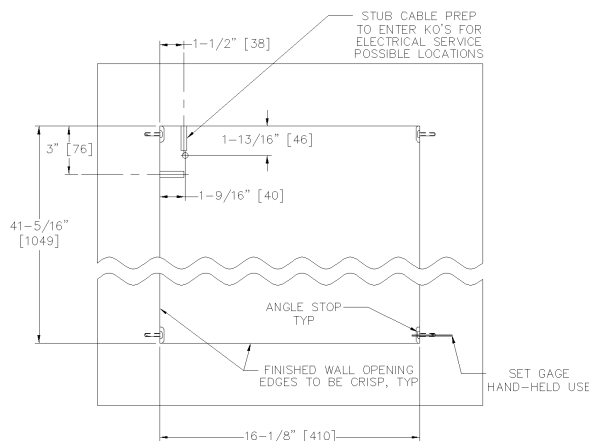 STUB CABLE PREP
TO ENTER KO'S FOR
ELECTRICAL SERVICE
POSSIBLE LOCATIONS
1-1/2" [38]
1-13/16" [46]
3" [76]
1-9/16" [40]
41-5/16"
[1049]
ANGLE STOP
TYP
FINISHED WALL OPENING
EDGES TO BE CRISP, TYP
SET GAGE
HAND-HELD USE
16-1/8" [410]